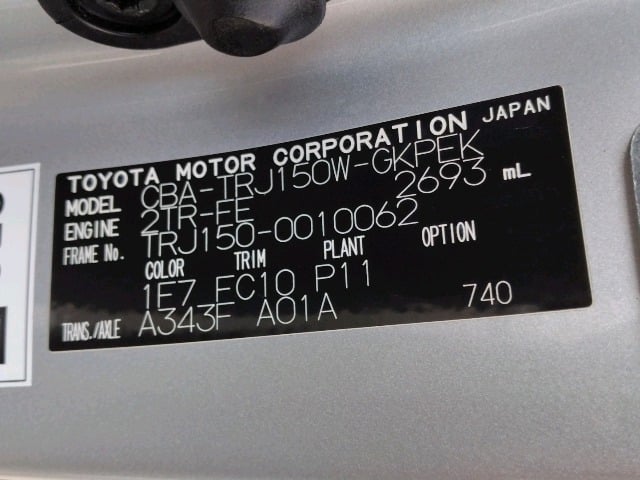 TOYOTA MOTOR CORPORATION JAPAN
MODEL CBA-TRJ150W-GKPEK
ENGINE 2TR-FE 2693 mL
FRAME No. TRJ150-0010062
COLOR TRIM PLANT OPTION
1E7 FC10 P11
TRANS./AXLE A343F A01A 740